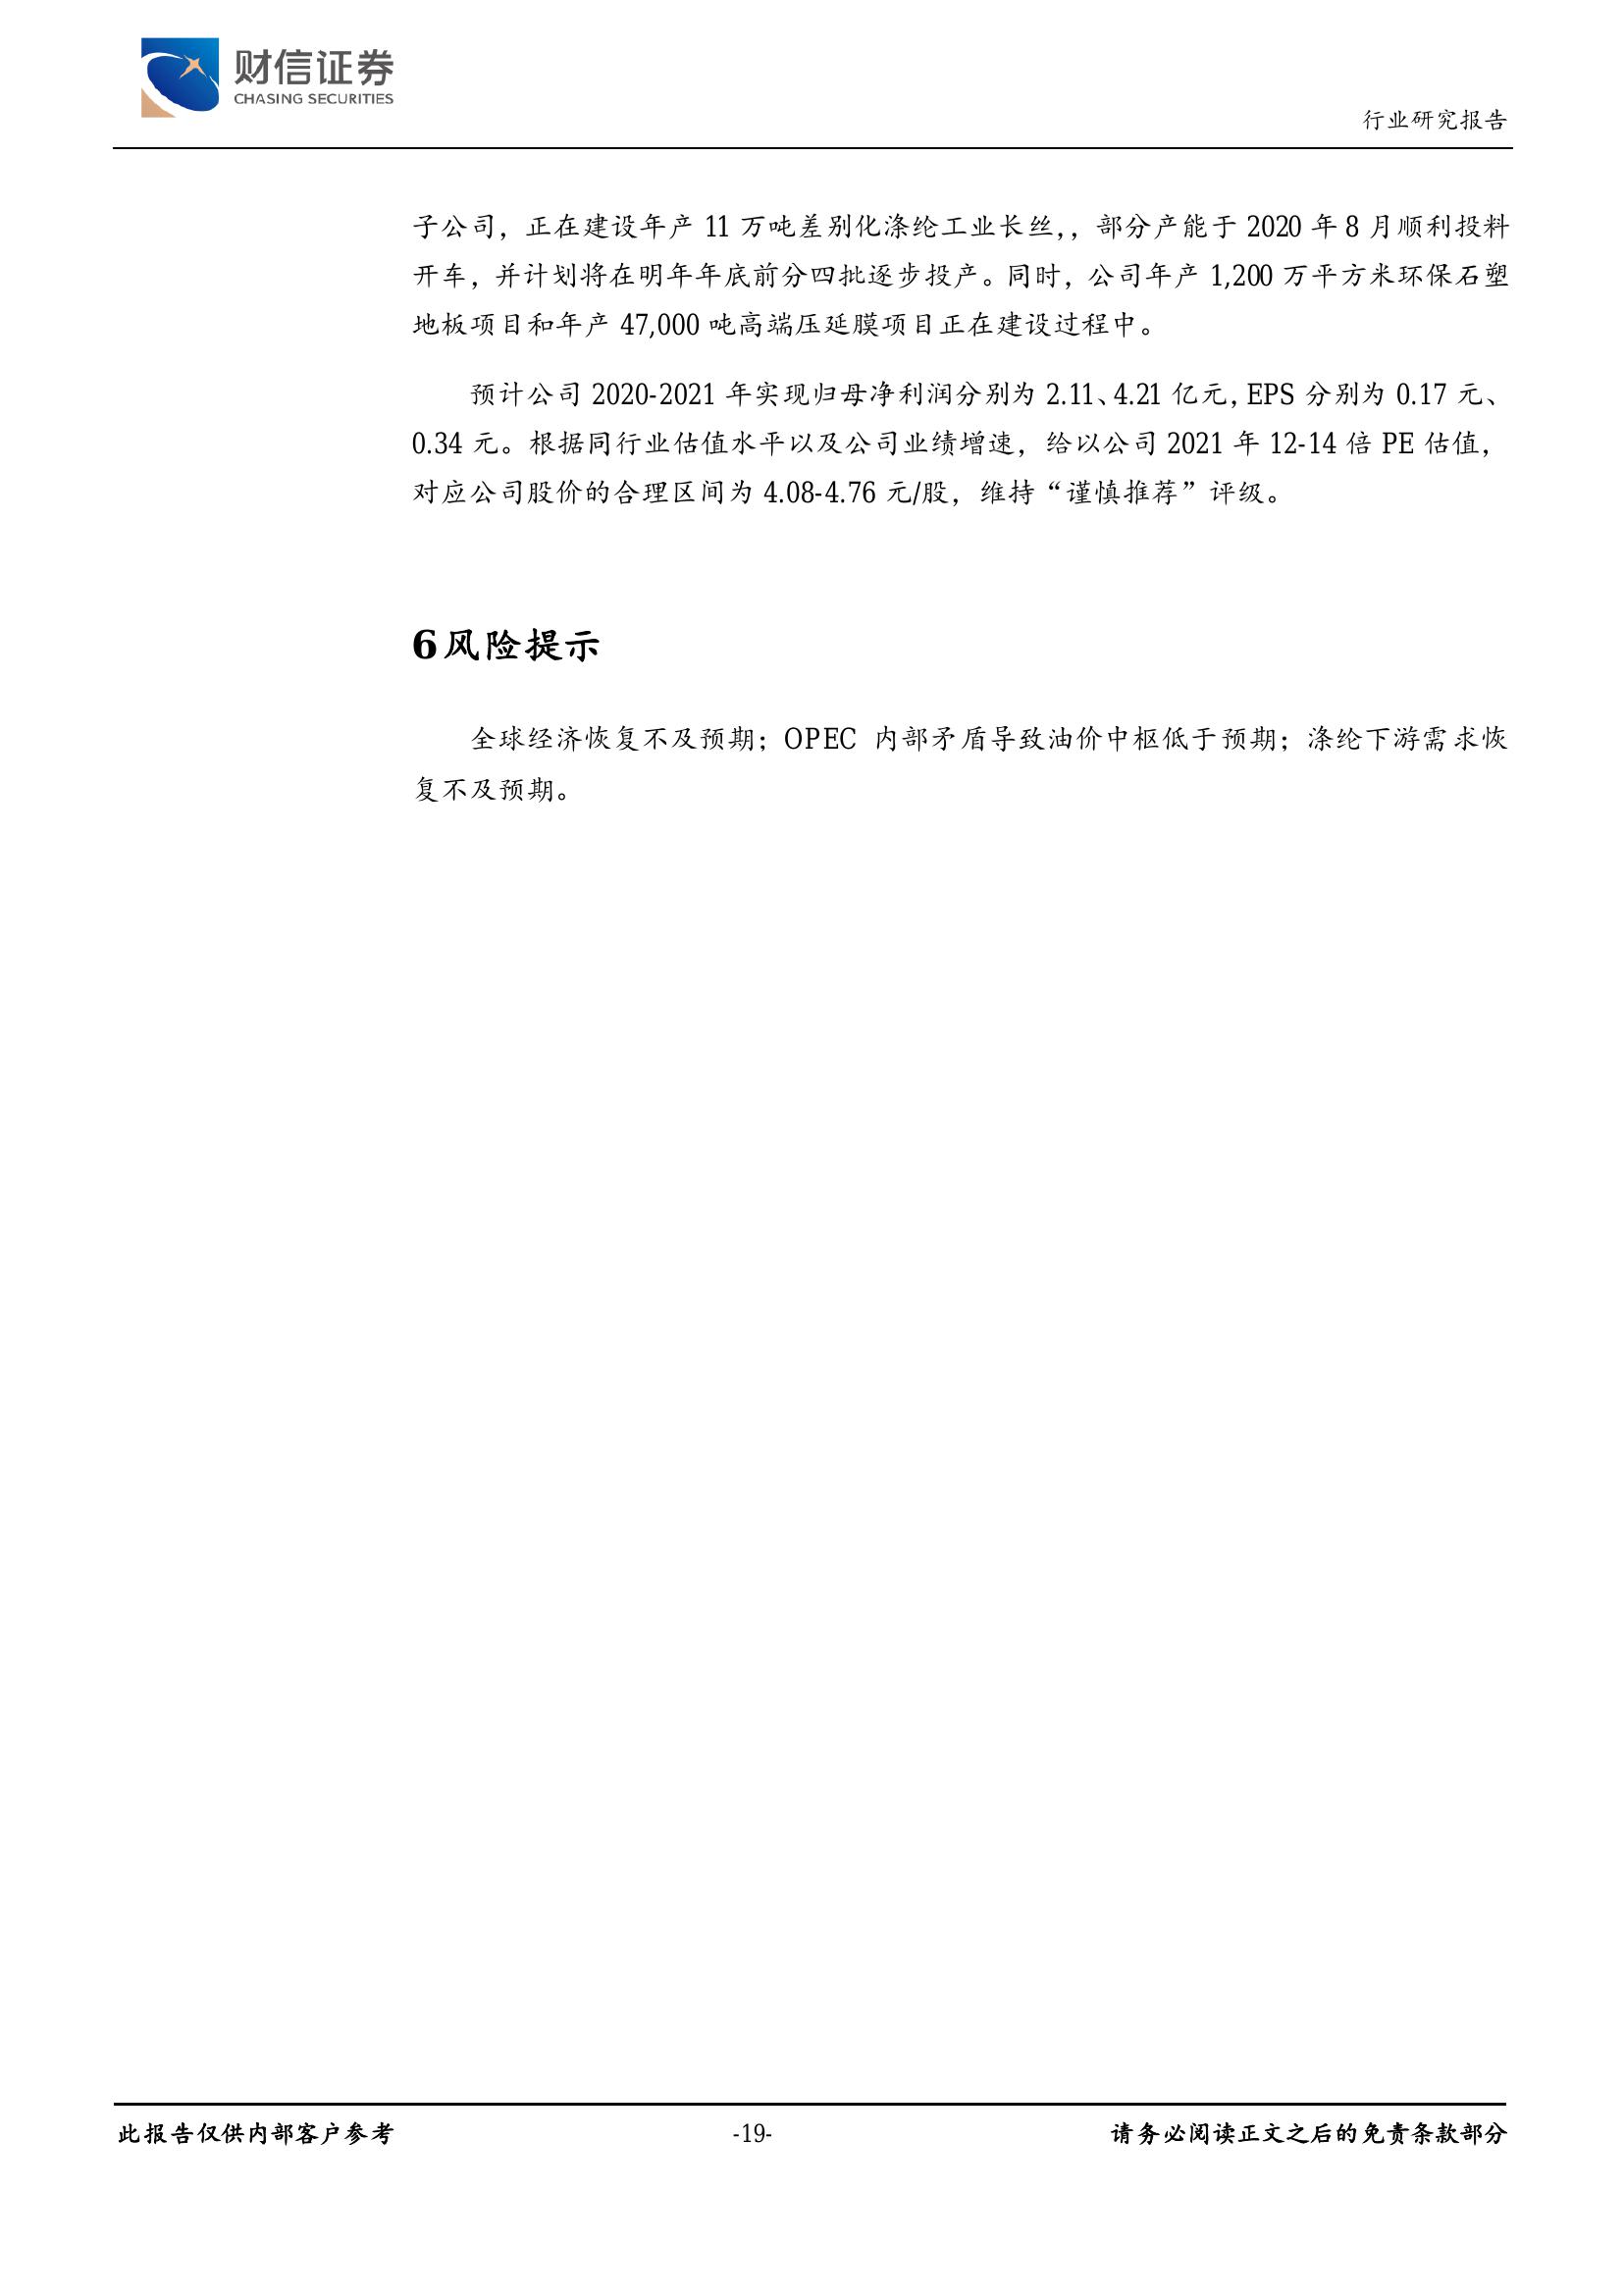 财信证券
CHASING SECURITIES
行业研究报告
子公司，正在建设年产 11 万吨差别化涤纶工业长丝，，部分产能于 2020 年 8 月顺利投料
开车，并计划将在明年年底前分四批逐步投产。同时，公司年产 1,200 万平方米环保石塑
地板项目和年产 47,000 吨高端压延膜项目正在建设过程中。
预计公司 2020-2021 年实现归母净利润分别为 2.11、4.21 亿元，EPS 分别为 0.17 元、
0.34 元。根据同行业估值水平以及公司业绩增速，给以公司 2021 年 12-14 倍 PE 估值，
对应公司股价的合理区间为 4.08-4.76 元/股，维持“谨慎推荐”评级。
6 风险提示
全球经济恢复不及预期；OPEC 内部矛盾导致油价中枢低于预期；涤纶下游需求恢
复不及预期。
此报告仅供内部客户参考
-19-
请务必阅读正文之后的免责条款部分